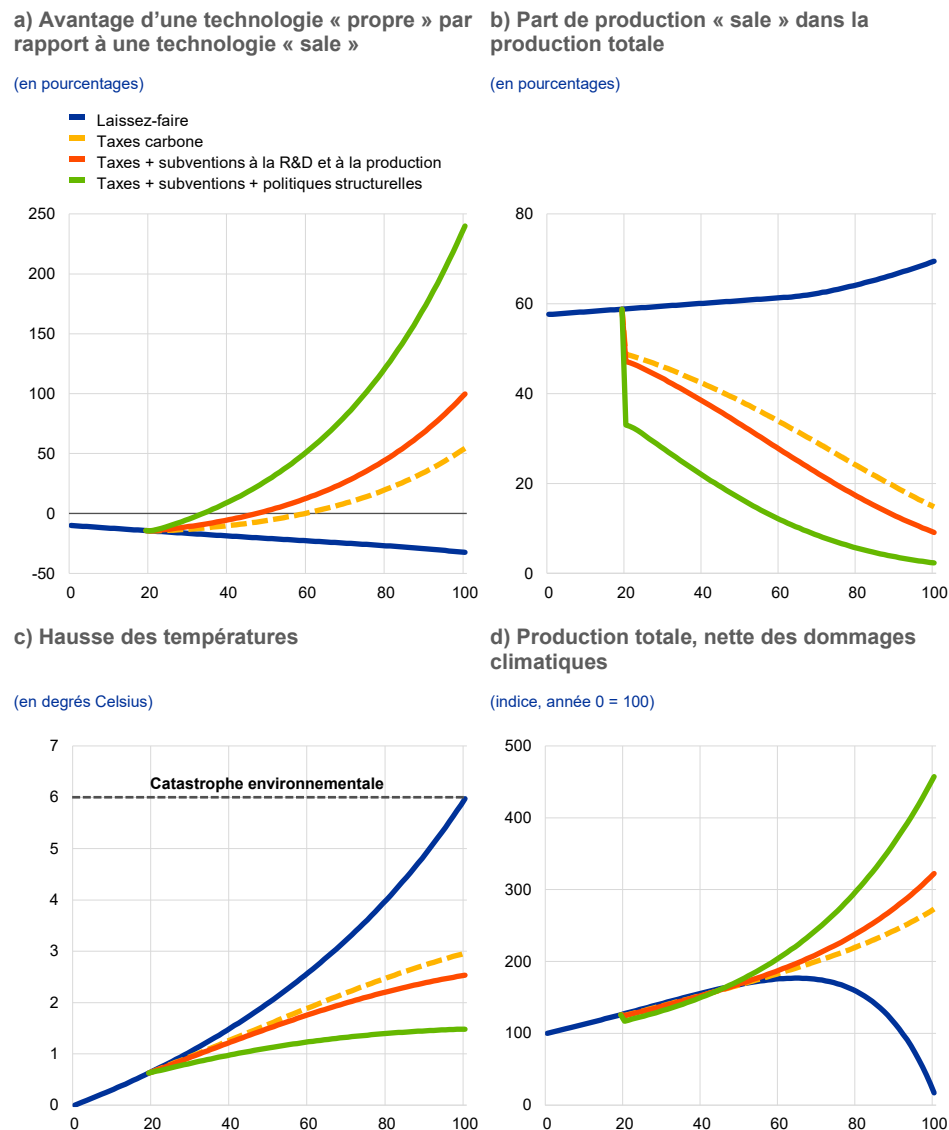 a) Avantage d’une technologie « propre » par
rapport à une technologie « sale »
(en pourcentages)
b) Part de production « sale » dans la
production totale
(en pourcentages)
Laissez-faire
Taxes carbone
Taxes + subventions à la R&D et à la production
Taxes + subventions + politiques structurelles
250
200
150
100
50
0
-50
0 20 40 60 80 100
80
60
40
20
0
0 20 40 60 80 100
c) Hausse des températures
(en degrés Celsius)
d) Production totale, nette des dommages
climatiques
(indice, année 0 = 100)
7
Catastrophe environnementale
6
5
4
3
2
1
0
0 20 40 60 80 100
500
400
300
200
100
0
0 20 40 60 80 100